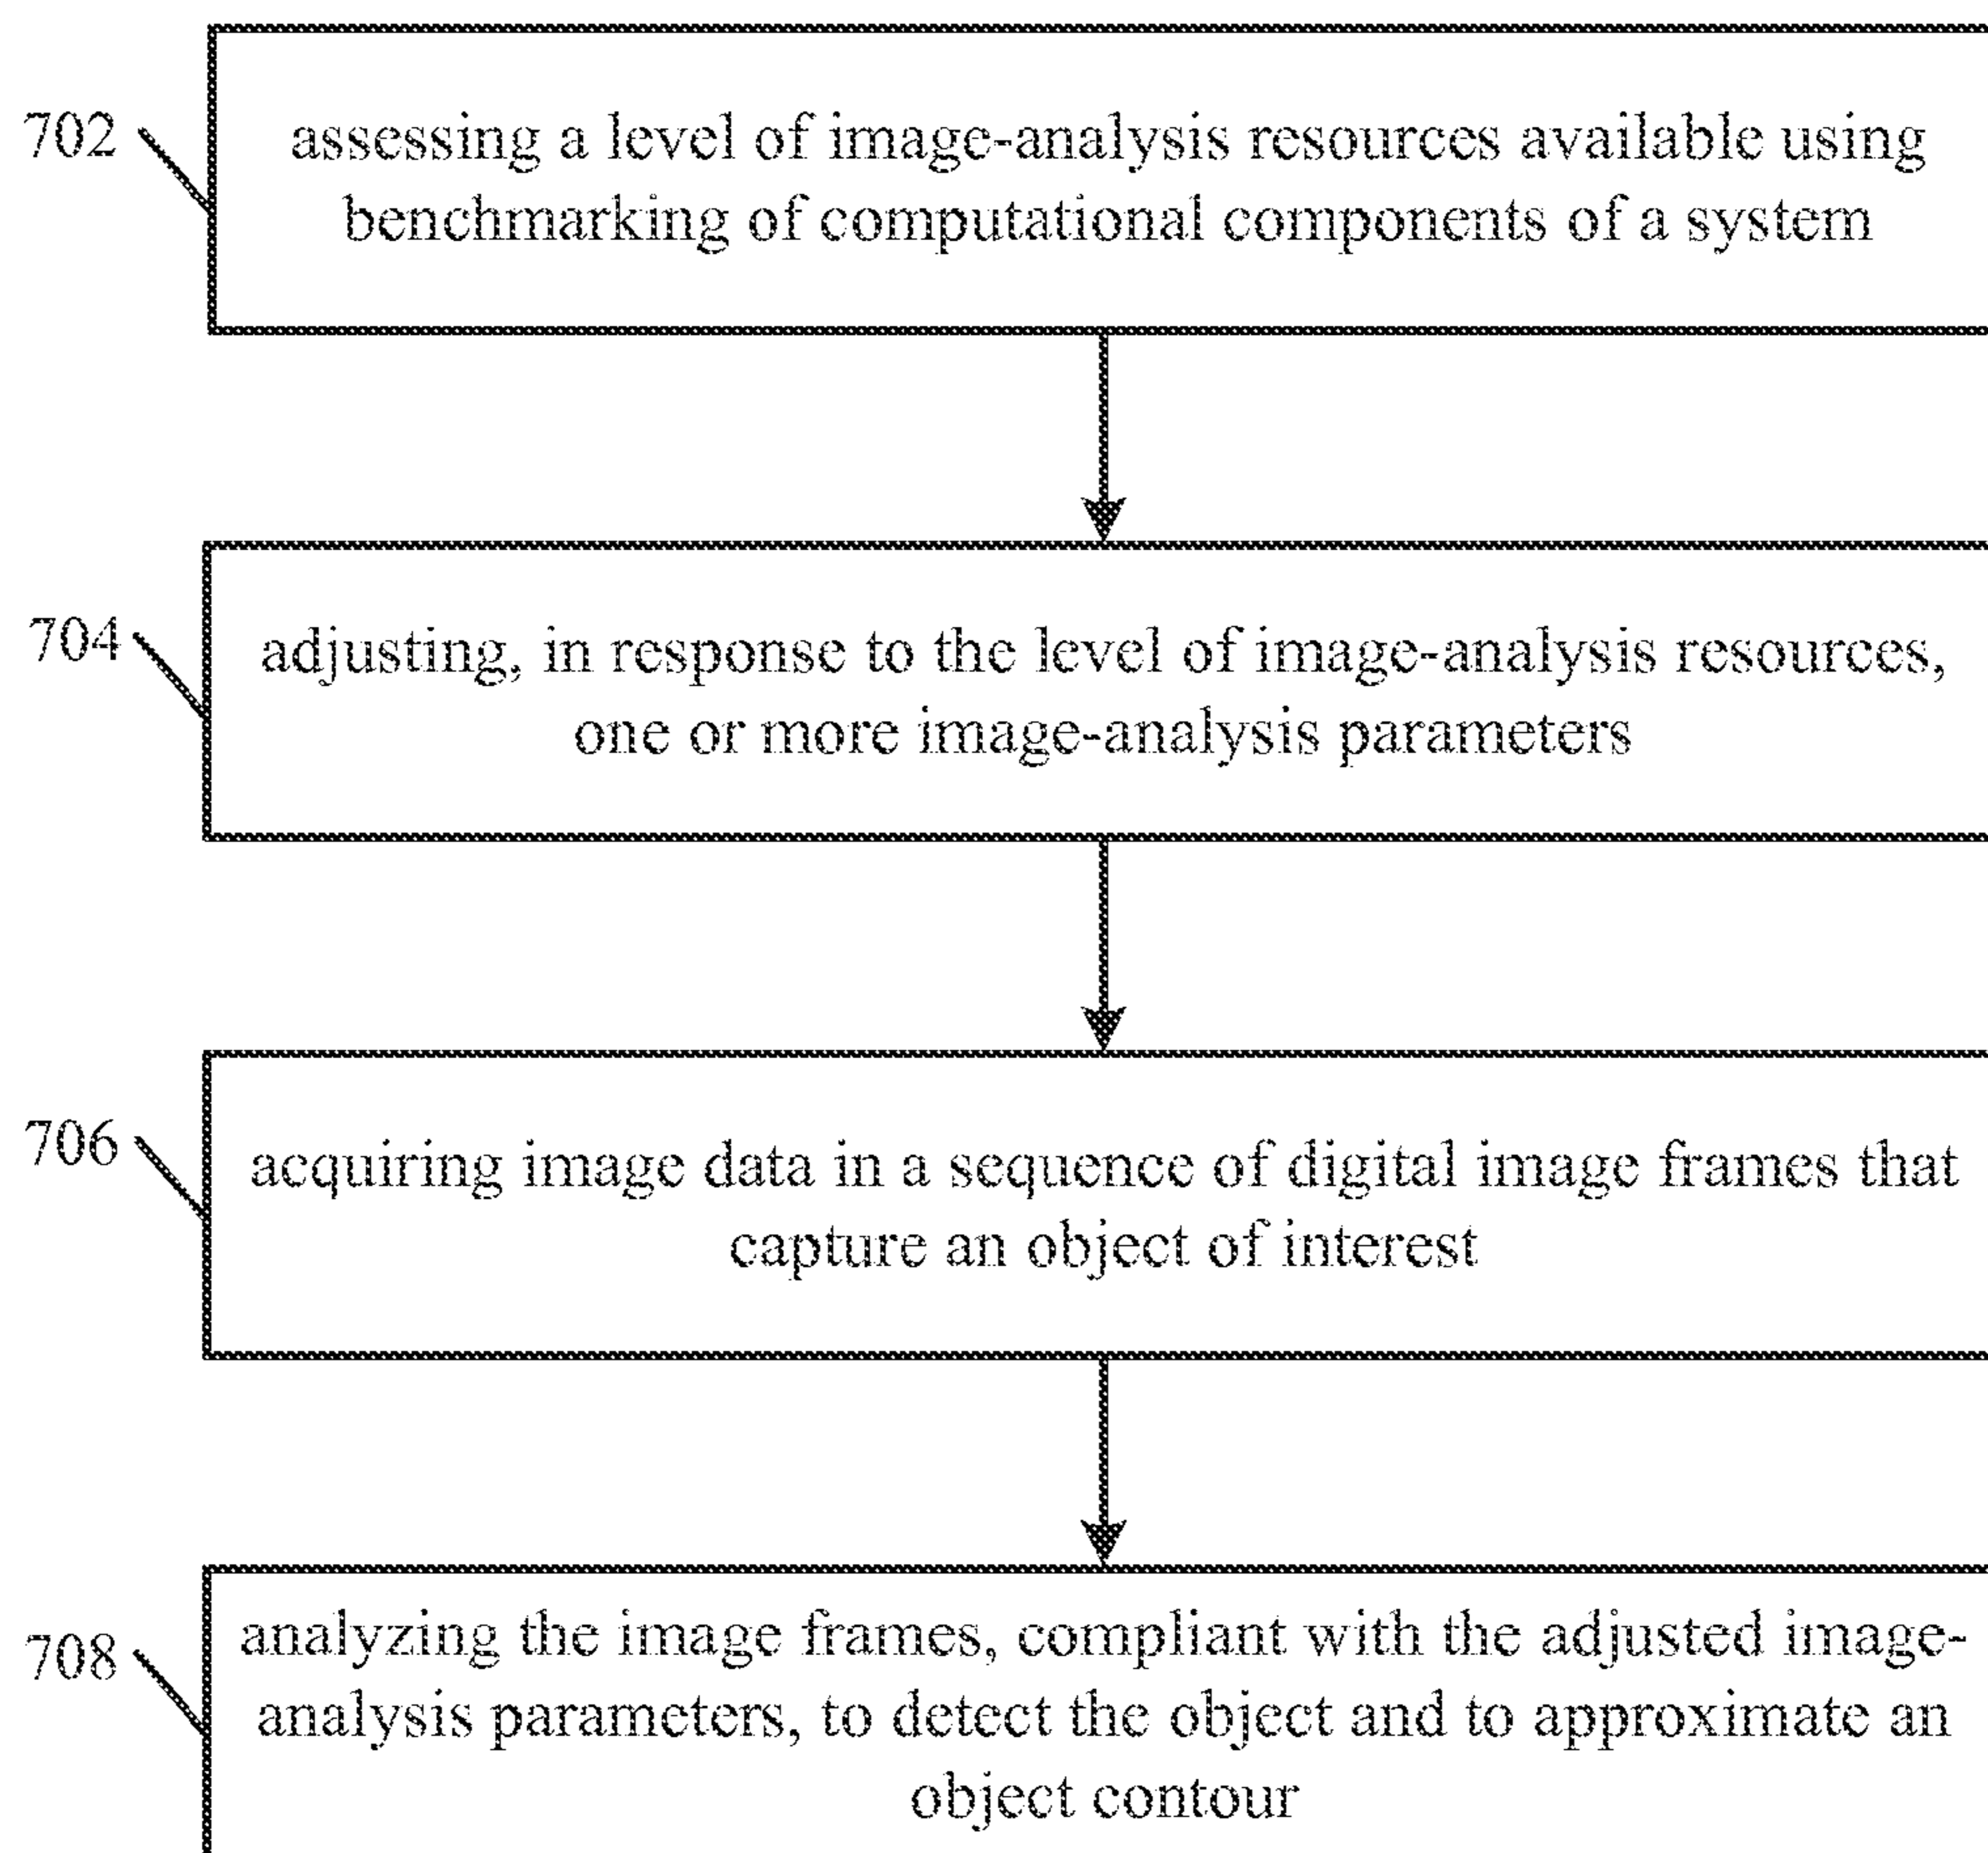 702
assessing a level of image-analysis resources available using
benchmarking of computational components of a system
704
adjusting, in response to the level of image-analysis resources,
one or more image-analysis parameters
706
acquiring image data in a sequence of digital image frames that
capture an object of interest
708
analyzing the image frames, compliant with the adjusted image-
analysis parameters, to detect the object and to approximate an
object contour